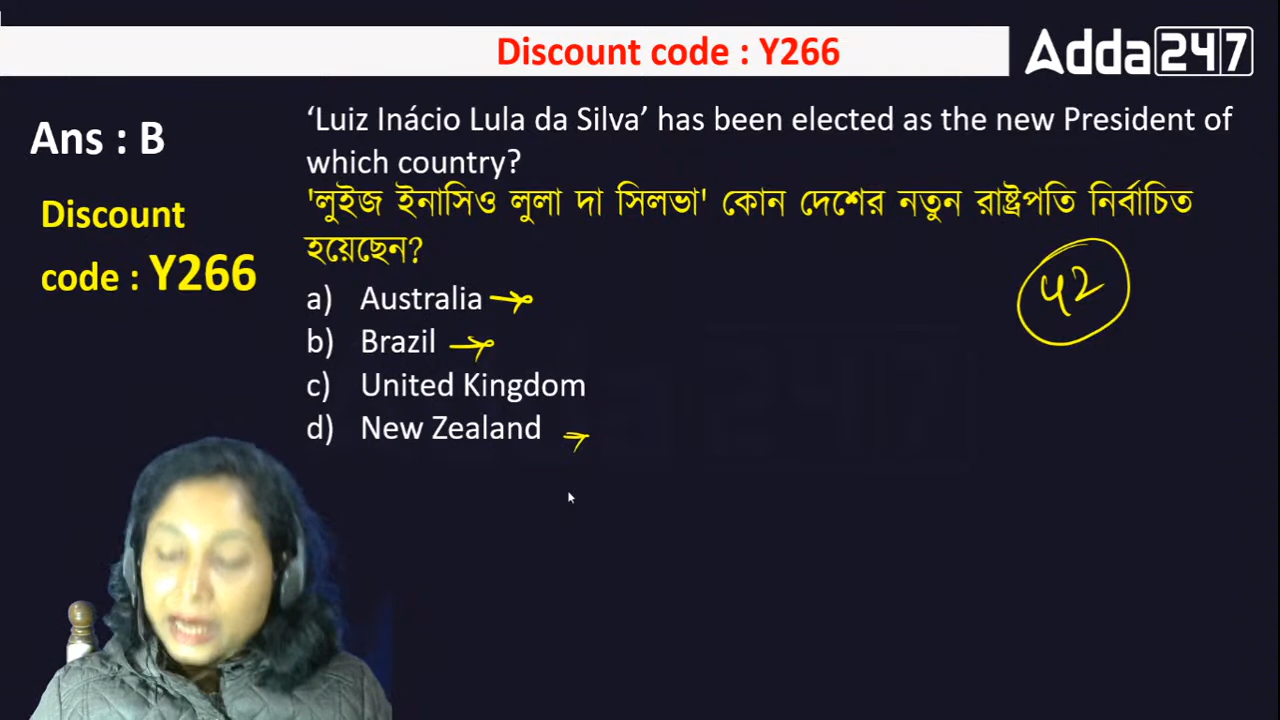 Discount code : Y266
Adda247
Ans : B
Discount
code : Y266
‘Luiz Inácio Lula da Silva’ has been elected as the new President of
which country?
'লুইজ ইনাসিও লুলা দা সিলভা' কোন দেশের নতুন রাষ্ট্রপতি নির্বাচিত
হয়েছেন?
a) Australia
b) Brazil
c) United Kingdom
d) New Zealand